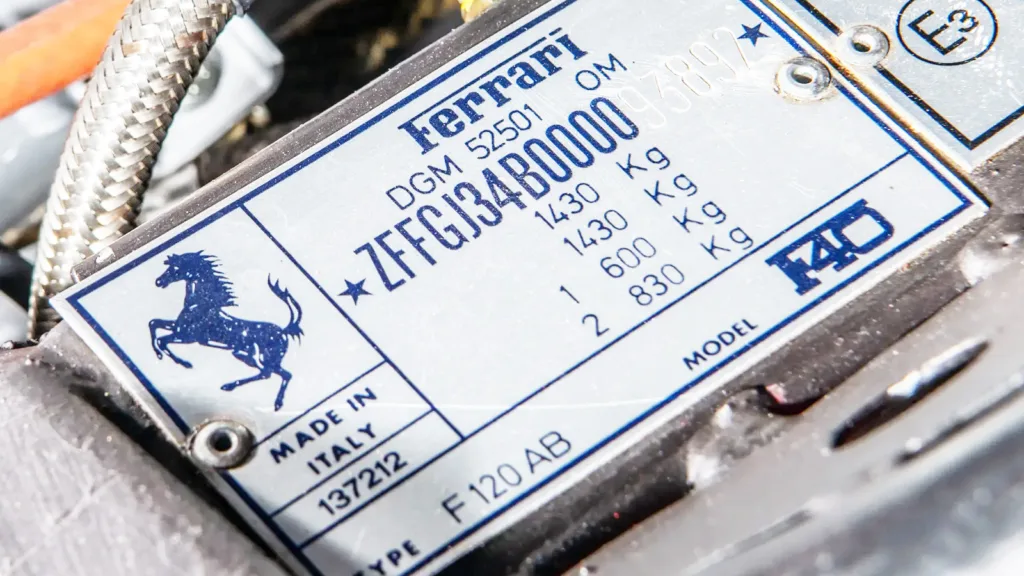 Ferrari
DGM 52501 OM
★ ZFFGJ34B0000 93892 ★
1430 Kg
1430 Kg
1 600 Kg
2 830 Kg
MADE IN
ITALY
137212
MODEL F40
TYPE F 120 AB
E3